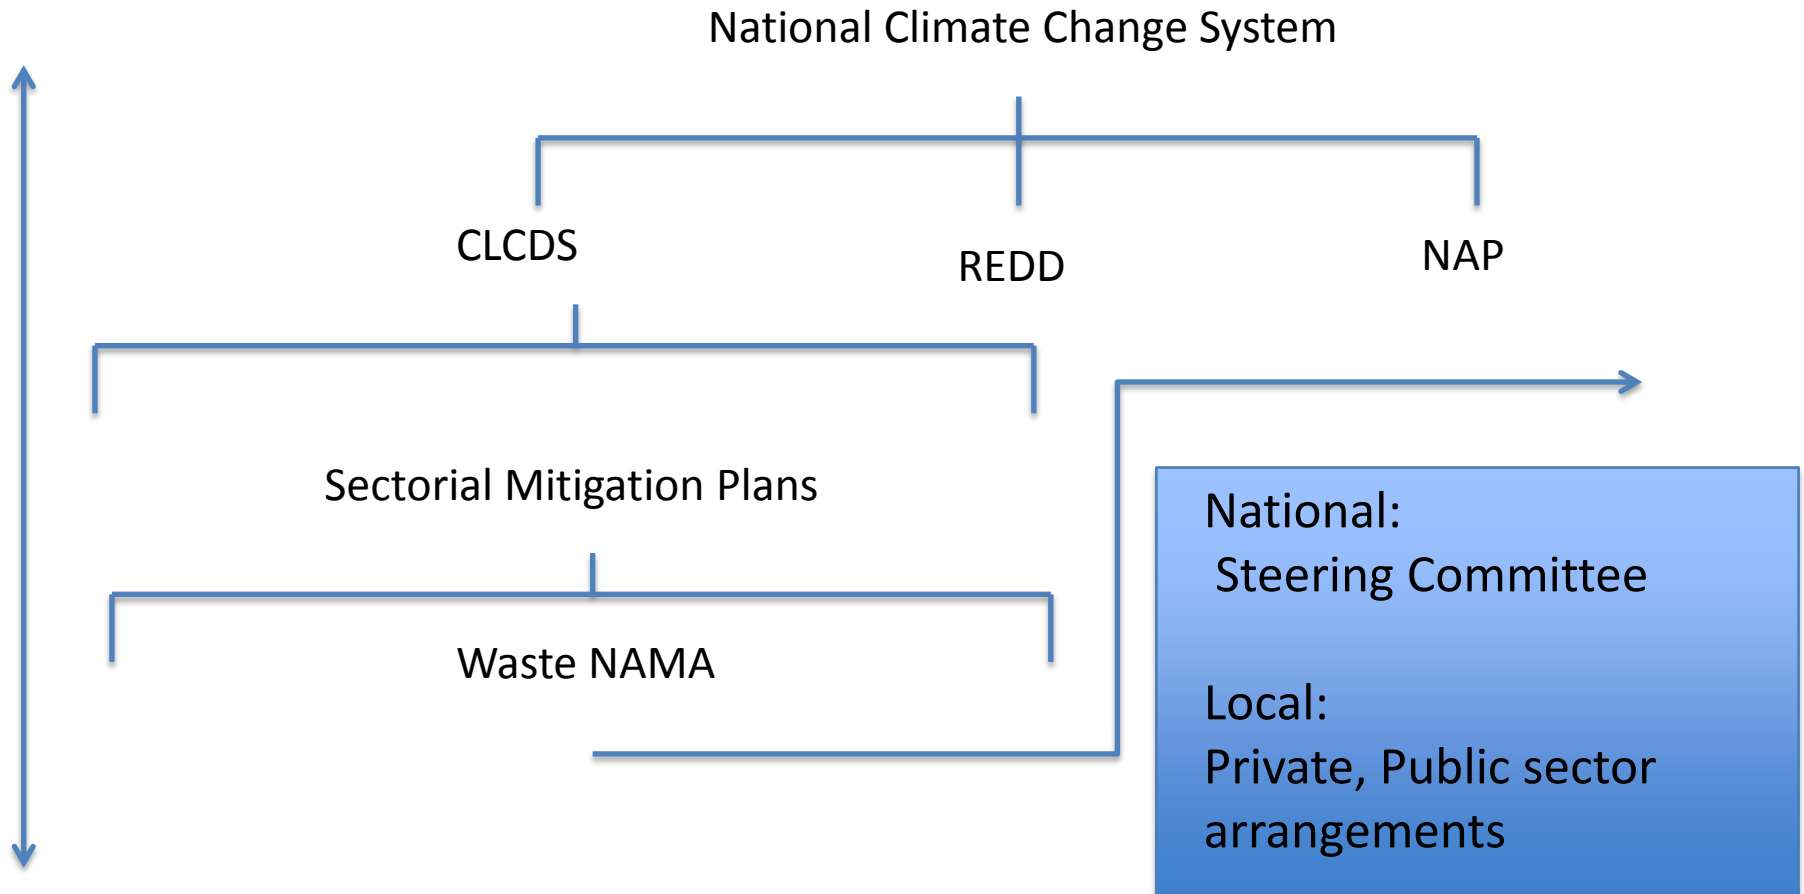 National Climate Change System
CLCDS
REDD
NAP
Sectorial Mitigation Plans
Waste NAMA
National:
Steering Committee
Local:
Private, Public sector
arrangements